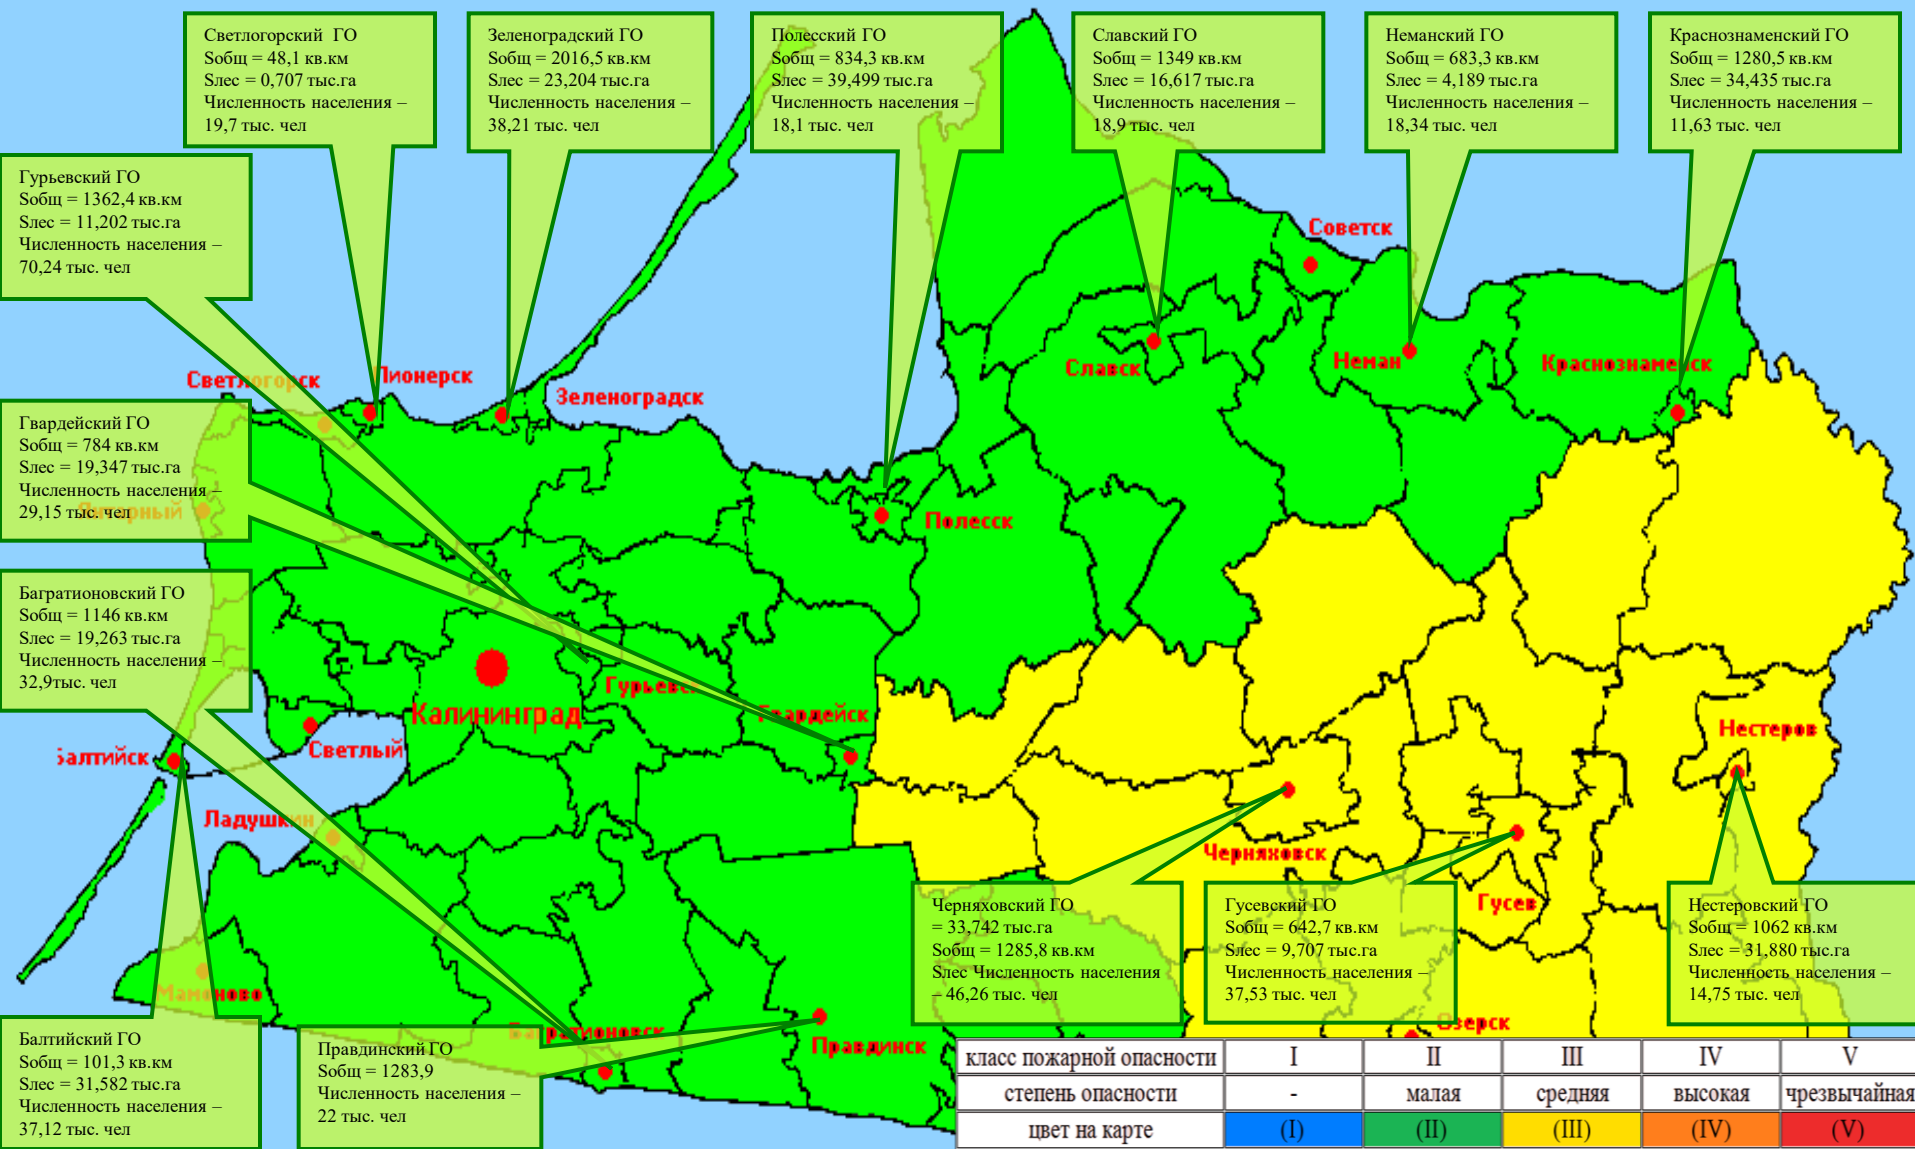 Светлогорский ГО
Sобщ = 48,1 кв.км
Sлес = 0,707 тыс.га
Численность населения –
19,7 тыс. чел
Зеленоградский ГО
Sобщ = 2016,5 кв.км
Sлес = 23,204 тыс.га
Численность населения –
38,21 тыс. чел
Полесский ГО
Sобщ = 834,3 кв.км
Sлес = 39,499 тыс.га
Численность населения –
18,1 тыс. чел
Славский ГО
Sобщ = 1349 кв.км
Sлес = 16,617 тыс.га
Численность населения –
18,9 тыс. чел
Неманский ГО
Sобщ = 683,3 кв.км
Sлес = 4,189 тыс.га
Численность населения –
18,34 тыс. чел
Краснознаменский ГО
Sобщ = 1280,5 кв.км
Sлес = 34,435 тыс.га
Численность населения –
11,63 тыс. чел
Гурьевский ГО
Sобщ = 1362,4 кв.км
Sлес = 11,202 тыс.га
Численность населения –
70,24 тыс. чел
Советск
Славск
Неман
Краснознаменск
Светлогорск
Пионерск
Зеленоградск
Гвардейский ГО
Sобщ = 784 кв.км
Sлес = 19,347 тыс.га
Численность населения –
29,15 тыс. чел
Янтарный
Полесск
Багратионовский ГО
Sобщ = 1146 кв.км
Sлес = 19,263 тыс.га
Численность населения –
32,9тыс. чел
Гурьевск
Калининград
Гвардейск
Светлый
Балтийск
Нестеров
Ладушкин
Черняховск
Гусев
Мамоново
Багратионовск
Правдинск
Озерск
Черняховский ГО
= 33,742 тыс.га
Sобщ = 1285,8 кв.км
Sлес Численность населения
– 46,26 тыс. чел
Гусевский ГО
Sобщ = 642,7 кв.км
Sлес = 9,707 тыс.га
Численность населения –
37,53 тыс. чел
Нестеровский ГО
Sобщ = 1062 кв.км
Sлес = 31,880 тыс.га
Численность населения –
14,75 тыс. чел
Балтийский ГО
Sобщ = 101,3 кв.км
Sлес = 31,582 тыс.га
Численность населения –
37,12 тыс. чел
Правдинский ГО
Sобщ = 1283,9
Численность населения –
22 тыс. чел
класс пожарной опасности I II III IV V
степень опасности - малая средняя высокая чрезвычайная
цвет на карте (I) (II) (III) (IV) (V)